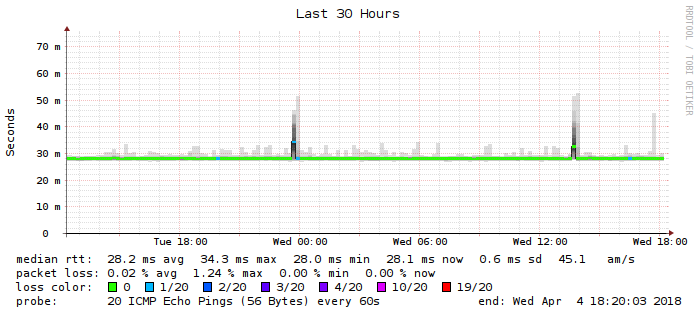 Last 30 Hours
RRDTOOL / TOBI OETIKER
Seconds
70 m
60 m
50 m
40 m
30 m
20 m
10 m
0
Tue 18:00 Wed 00:00 Wed 06:00 Wed 12:00 Wed 18:00
median rtt: 28.2 ms avg 34.3 ms max 28.0 ms min 28.1 ms now 0.6 ms sd 45.1 am/s
packet loss: 0.02 % avg 1.24 % max 0.00 % min 0.00 % now
loss color: 0 1/20 2/20 3/20 4/20 10/20 19/20
probe: 20 ICMP Echo Pings (56 Bytes) every 60s end: Wed Apr 4 18:20:03 2018